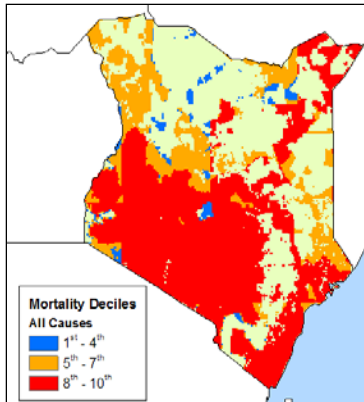 Mortality Deciles
All Causes
1st - 4th
5th - 7th
8th - 10th